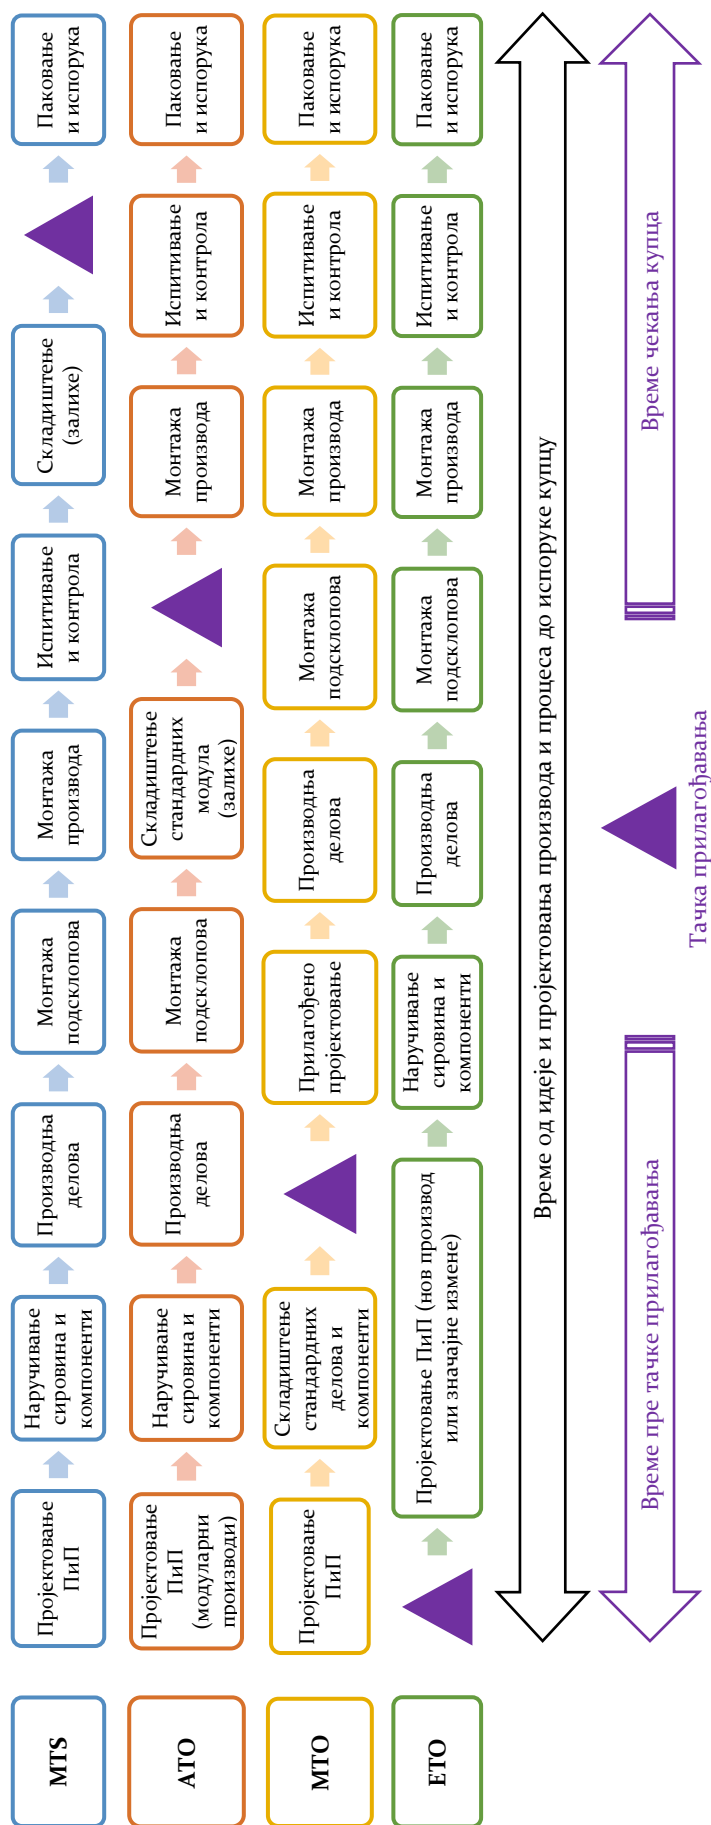 MTS
Пројектовање
ПиП
Наручивање
сировина и
компоненти
Производња
делова
Монтажа
подсклопова
Монтажа
производа
Испитивање
и контрола
Складиштење
(залихе)
Паковање
и испорука
ATO
Пројектовање
ПиП
(модуларни
производи)
Наручивање
сировина и
компоненти
Производња
делова
Монтажа
подсклопова
Складиштење
стандардних
модула
(залихе)
Монтажа
производа
Испитивање
и контрола
Паковање
и испорука
MTO
Пројектовање
ПиП
Складиштење
стандардних
делова и
компоненти
Прилагођено
пројектовање
Производња
делова
Монтажа
подсклопова
Монтажа
производа
Испитивање
и контрола
Паковање
и испорука
ETO
Пројектовање ПиП (нов производ
или значајне измене)
Наручивање
сировина и
компоненти
Производња
делова
Монтажа
подсклопова
Монтажа
производа
Испитивање
и контрола
Паковање
и испорука
Време од идеје и пројектовања производа и процеса до испоруке купцу
Време пре тачке прилагођавања
Време чекања купца
Тачка прилагођавања